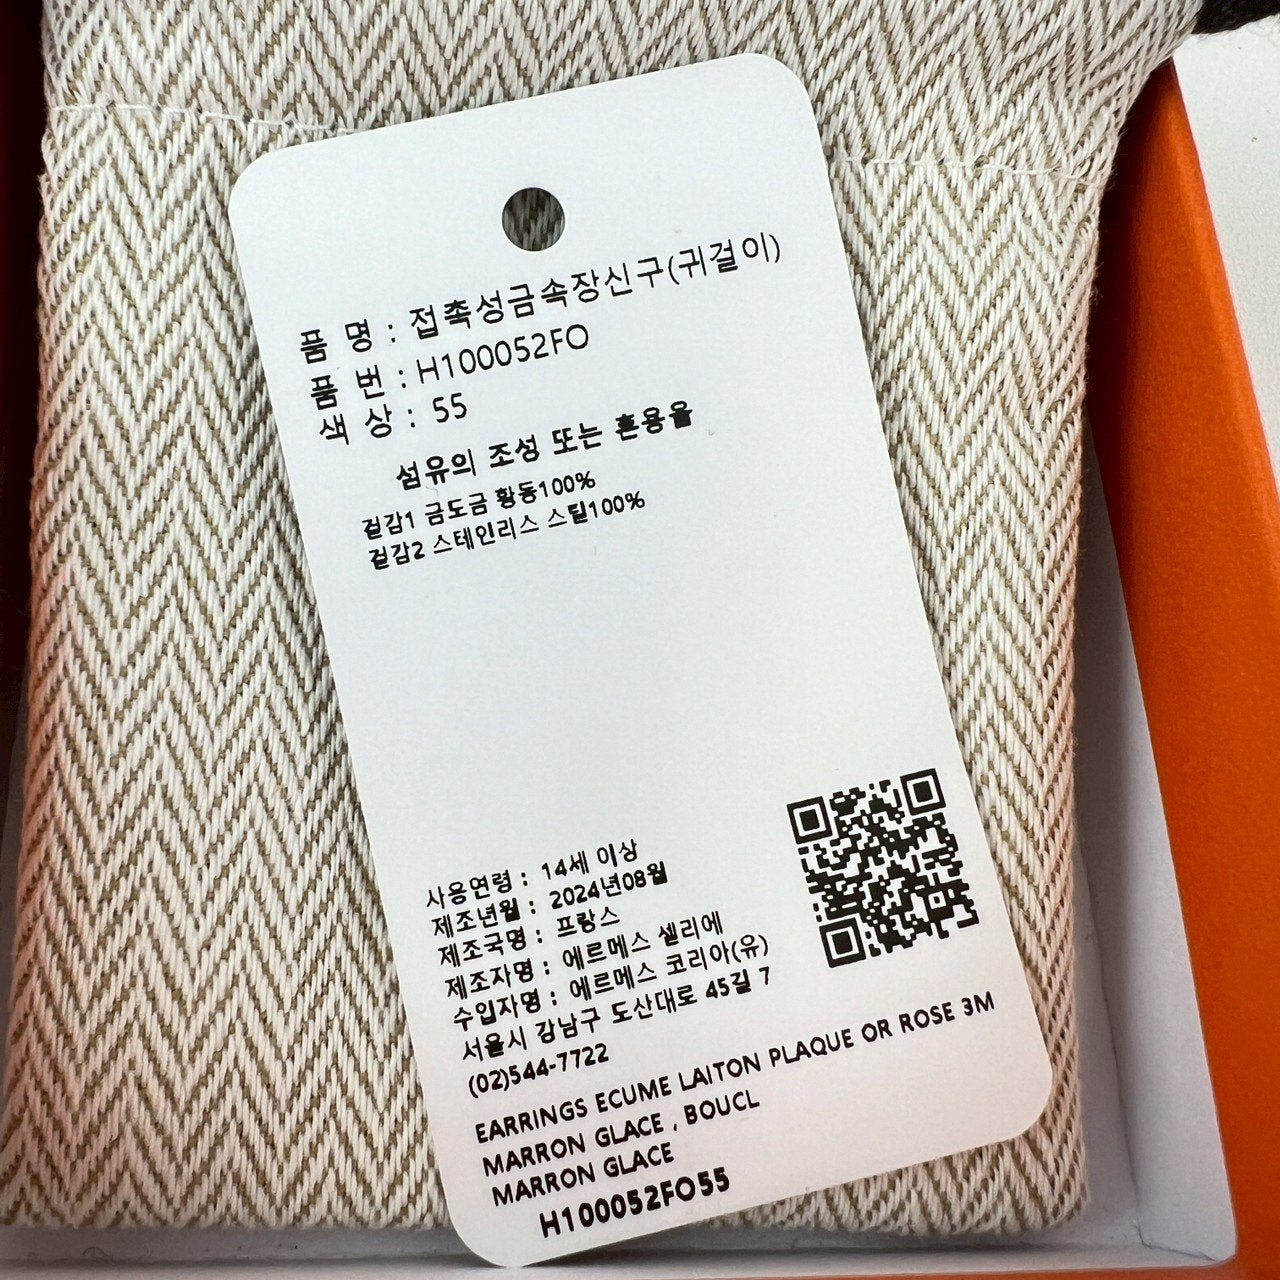 품 명 : 접촉성금속장신구(귀걸이)
품 번 : H100052FO
색 상 : 55
섬유의 조성 또는 혼용율
겉감1 금도금 황동100%
겉감2 스테인리스 스틸100%
사용연령 : 14세 이상
제조년월 : 2024년08월
제조국명 : 프랑스
제조자명 : 에르메스 셀리에
수입자명 : 에르메스 코리아(유)
서울시 강남구 도산대로 45길 7
(02)544-7722
EARRINGS ECUME LAITON PLAQUE OR ROSE 3M
MARRON GLACE , BOUCL
MARRON GLACE
H100052FO55